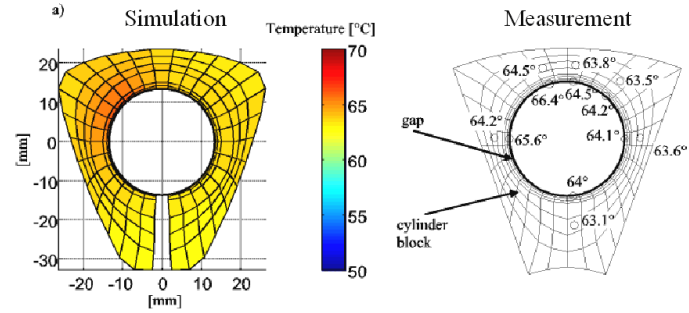 a) Simulation
Temperature [°C]
Measurement
20
10
0
-10
-20
-30
[mm]
-20 -10 0 10 20
[mm]
70
65
60
55
50
64.5°
63.8°
63.5°
66.4°
64.5°
64.2°
64.2°
65.6°
64.1°
63.6°
64°
63.1°
gap
cylinder
block